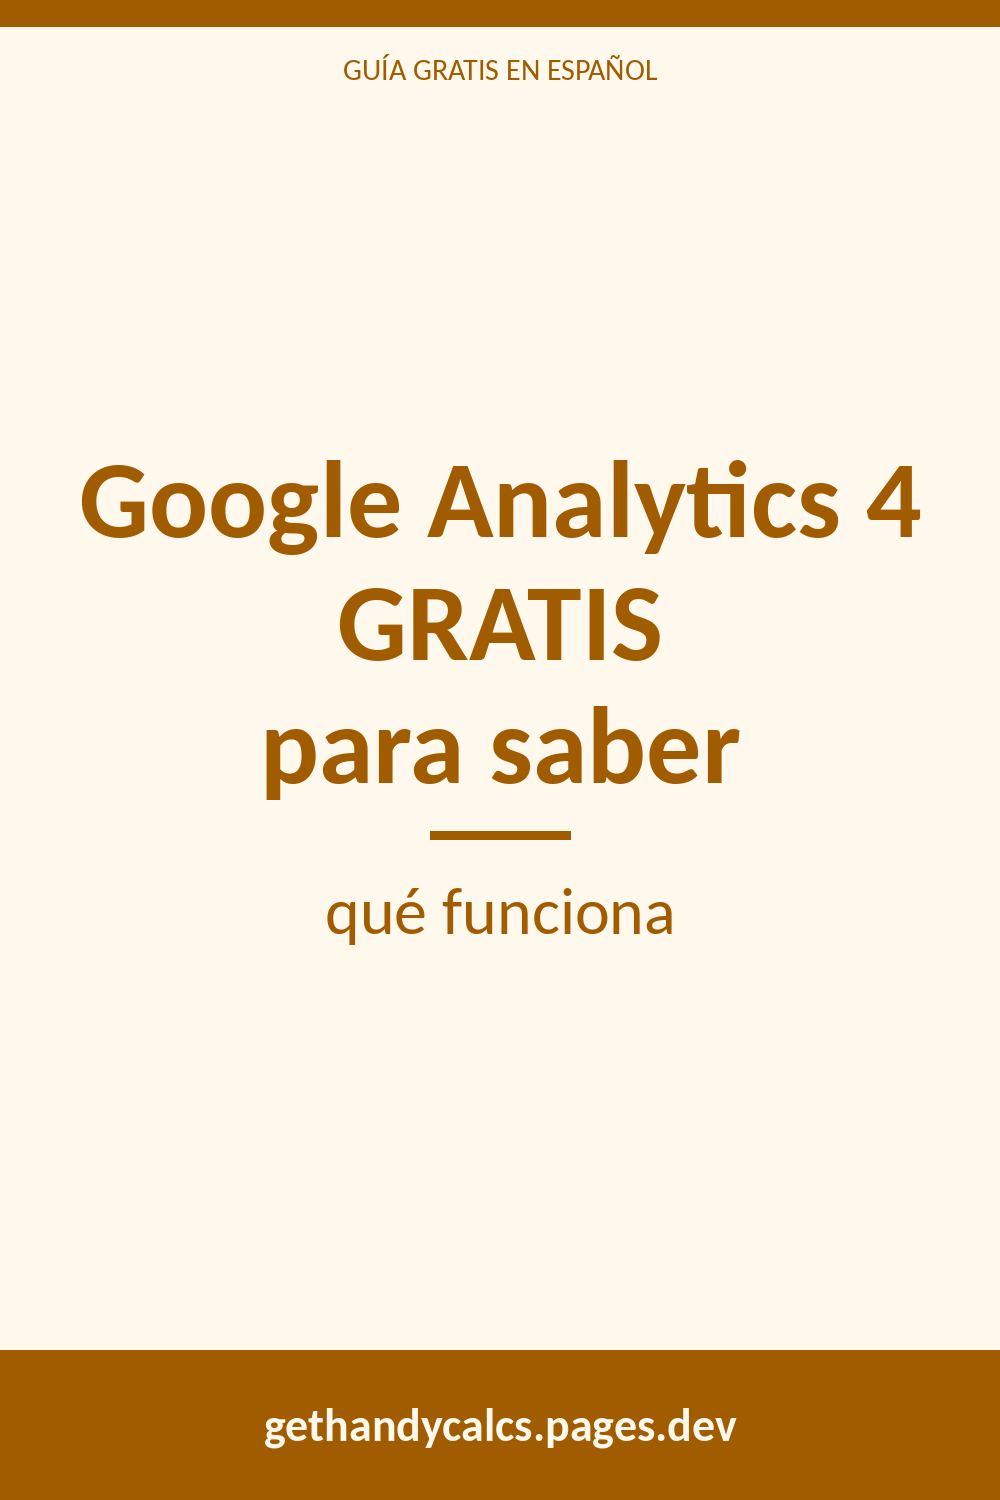 GUÍA GRATIS EN ESPAÑOL
Google Analytics 4
GRATIS
para saber
qué funciona
gethandycalcs.pages.dev